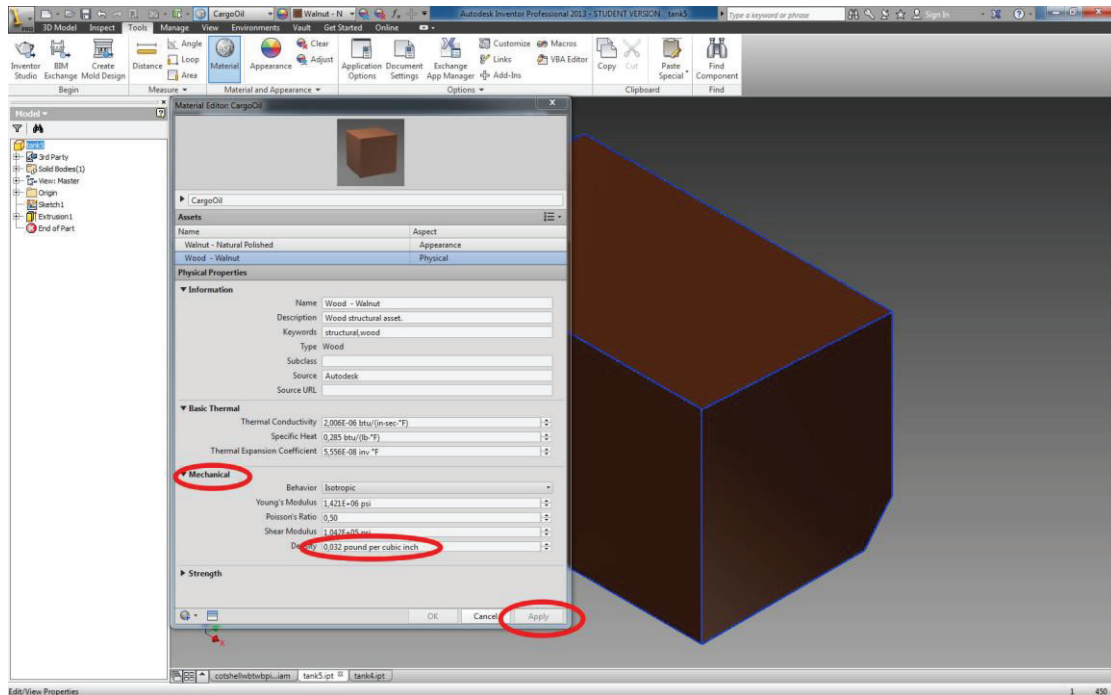 PRO
CargoOil
Walnut - N
Autodesk Inventor Professional 2013 - STUDENT VERSION tank5
Type a keyword or phrase
Sign In
3D Model Inspect Tools Manage View Environments Vault Get Started Online
Inventor Studio
BIM Exchange
Create Mold Design
Begin
Distance
Angle
Loop
Area
Measure
Material
Appearance
Clear
Adjust
Material and Appearance
Application Options
Document Settings
Exchange App Manager
Customize
Links
Add-Ins
Macros
VBA Editor
Options
Copy
Cut
Paste Special
Clipboard
Find Component
Find
Model
tank5
3rd Party
Solid Bodies(1)
View: Master
Origin
Sketch1
Extrusion1
End of Part
Material Editor: CargoOil
CargoOil
Assets
Name Aspect
Walnut - Natural Polished Appearance
Wood - Walnut Physical
Physical Properties
Information
Name Wood - Walnut
Description Wood structural asset.
Keywords structural,wood
Type Wood
Subclass
Source Autodesk
Source URL
Basic Thermal
Thermal Conductivity 2,006E-06 btu/(in·sec·°F)
Specific Heat 0,285 btu/(lb·°F)
Thermal Expansion Coefficient 5,556E-08 inv °F
Mechanical
Behavior Isotropic
Young's Modulus 1,421E+06 psi
Poisson's Ratio 0,50
Shear Modulus 1,042E+05 psi
Density 0,032 pound per cubic inch
Strength
OK Cancel Apply
x
cotshellwbtwbpi...iam tank5.ipt tank4.ipt
Edit/View Properties
1 450